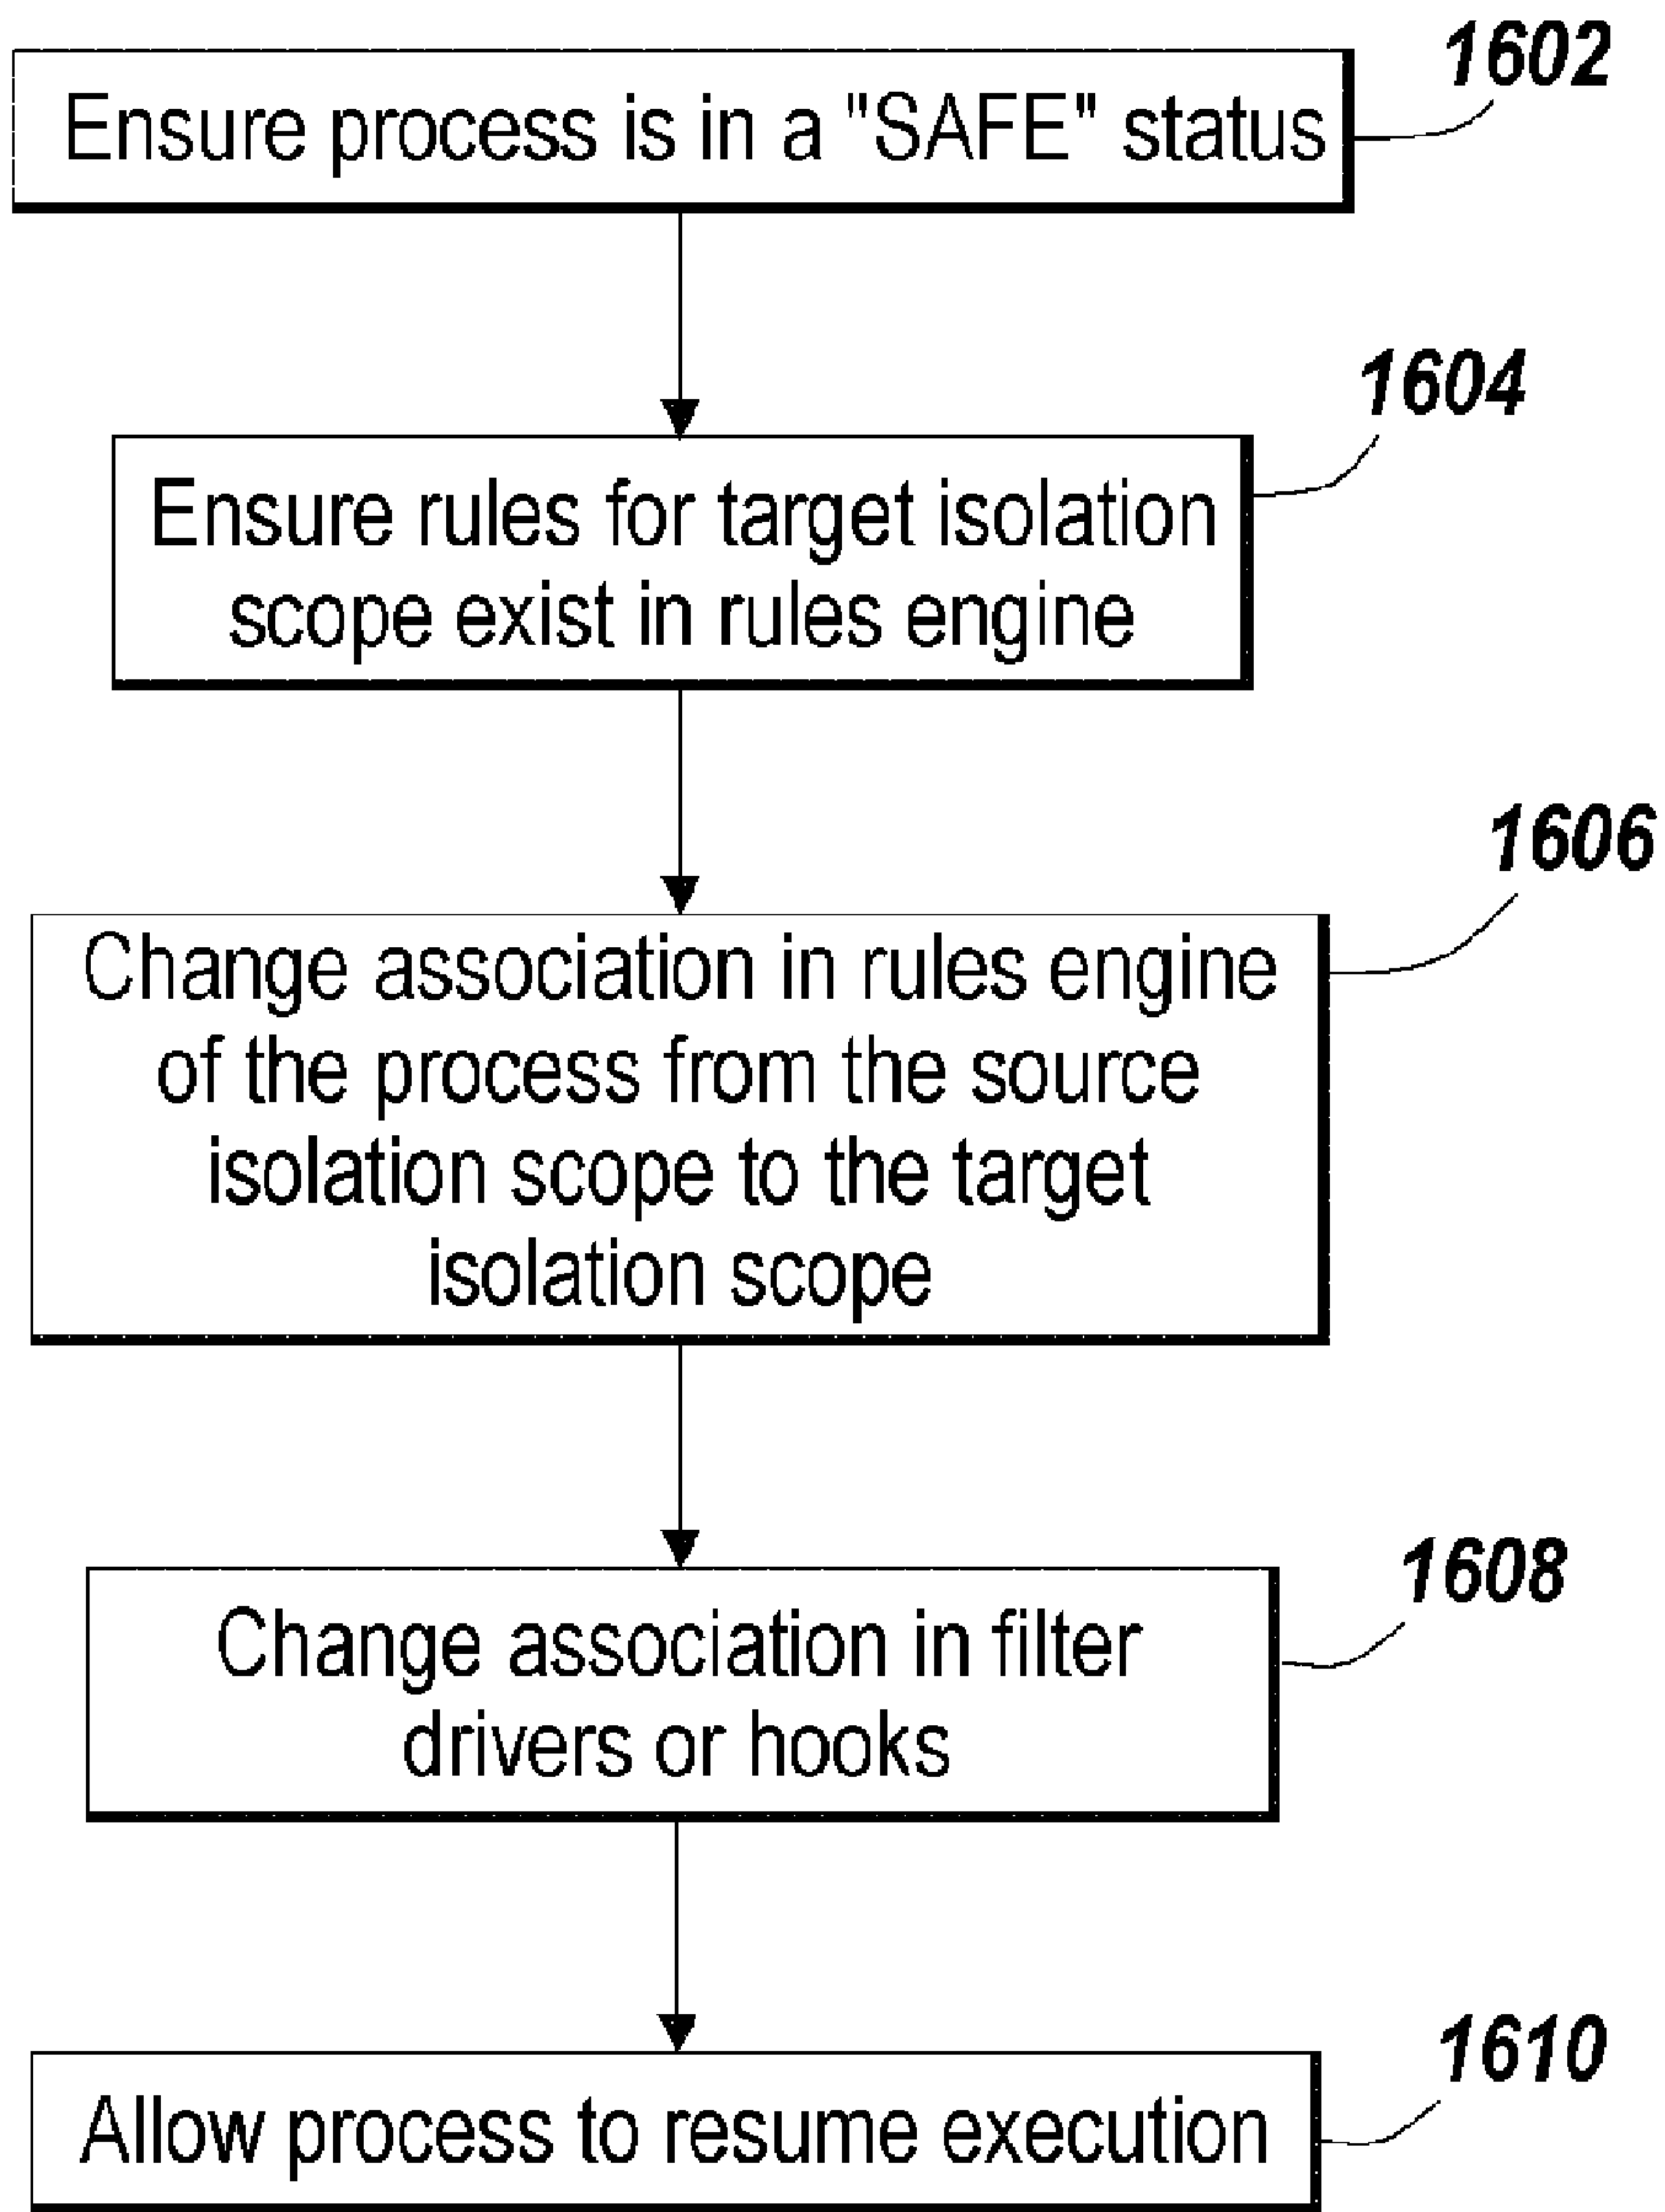 1602
Ensure process is in a "SAFE" status
1604
Ensure rules for target isolation
scope exist in rules engine
1606
Change association in rules engine
of the process from the source
isolation scope to the target
isolation scope
1608
Change association in filter
drivers or hooks
1610
Allow process to resume execution